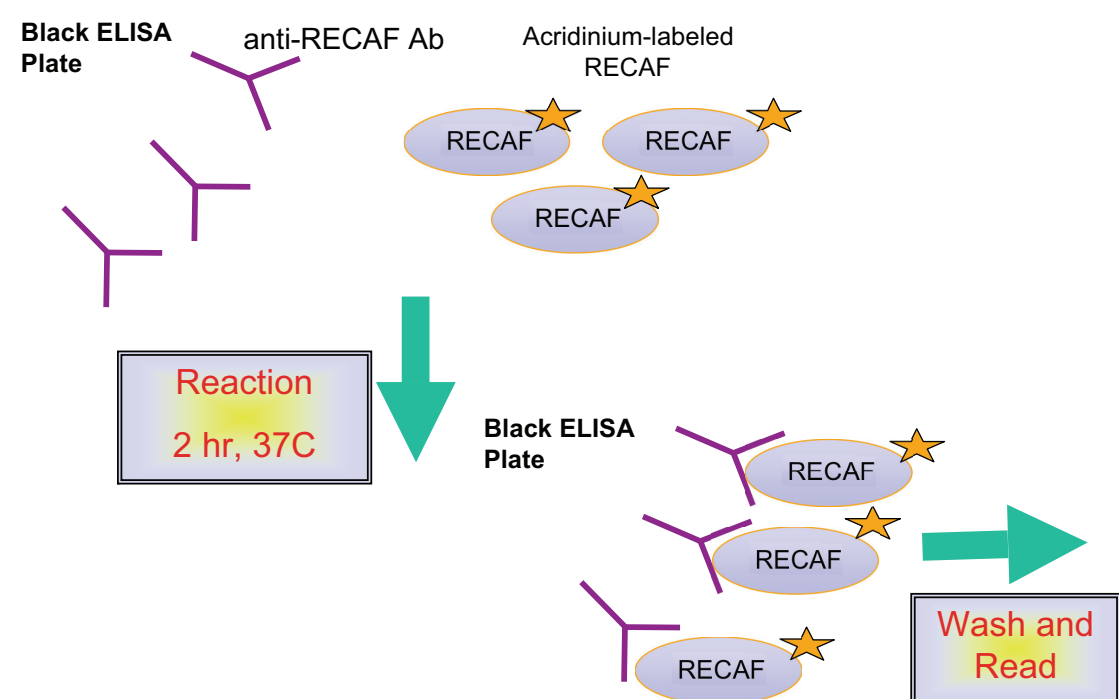 Black ELISA
Plate
anti-RECAF Ab
Acridinium-labeled
RECAF
RECAF
RECAF
RECAF
Reaction
2 hr, 37C
Black ELISA
Plate
RECAF
RECAF
RECAF
Wash and
Read